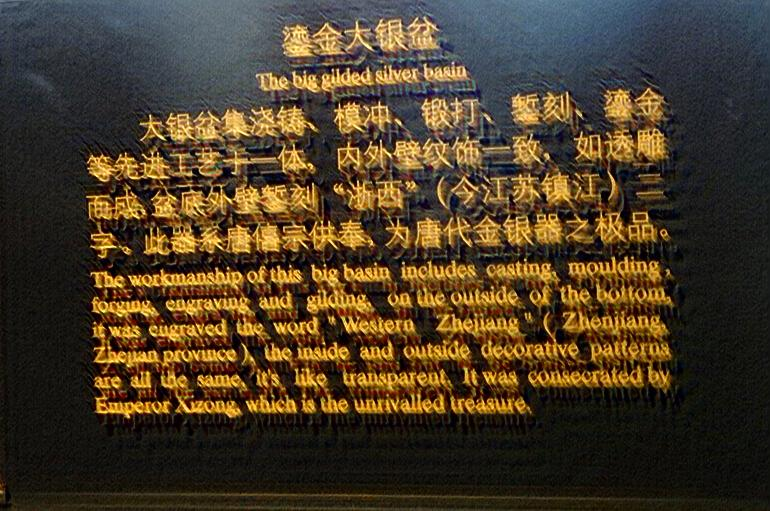 鎏金大银盆
The big gilded silver basin
大银盆集浇铸、模冲、锻打、錾刻、鎏金
等先进工艺于一体，内外壁纹饰一致，如透雕
而成。盆底外壁錾刻“浙西”（今江苏镇江）二
字。此器系唐僖宗供奉，为唐代金银器之极品。
The workmanship of this big basin includes casting, moulding,
forging, engraving and gilding, on the outside of the bottom,
it was engraved the word "Western Zhejiang" ( Zhenjiang,
Zhejian province ), the inside and outside decorative patterns
are all the same, it's like transparent. It was consecrated by
Emperor Xizong, which is the unrivalled treasure.